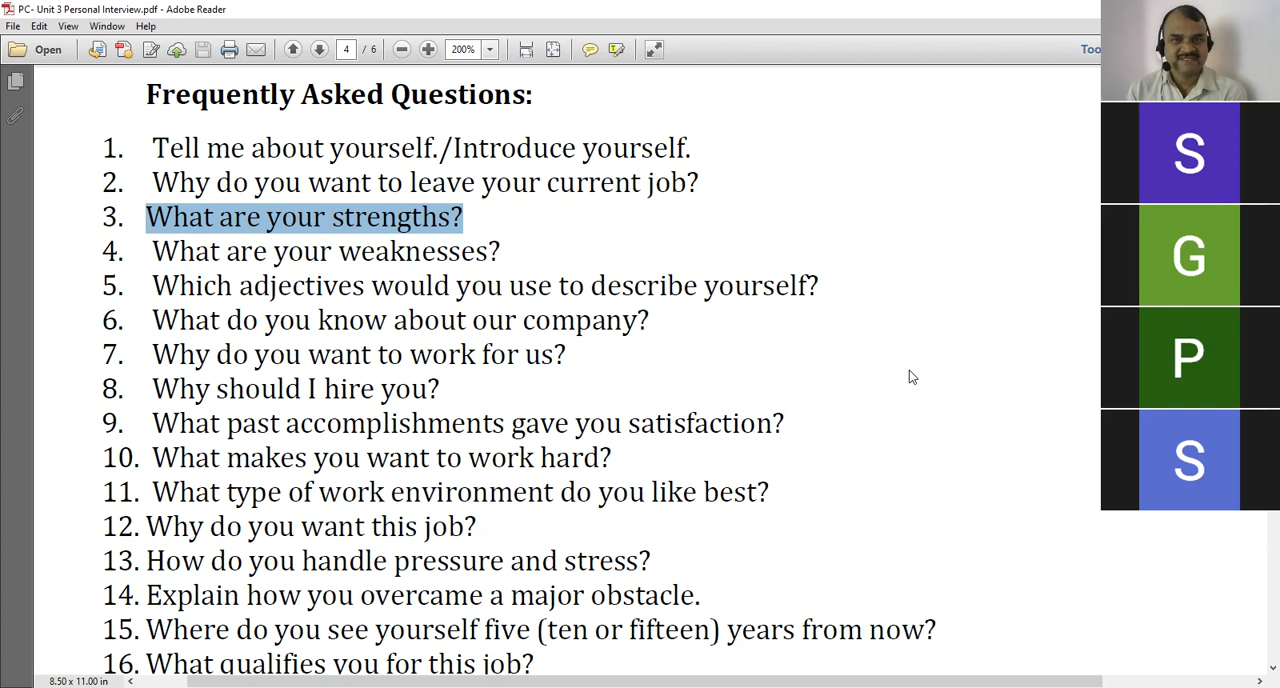 PC- Unit 3 Personal Interview.pdf - Adobe Reader
File Edit View Window Help
Open 4 / 6 200% Too
Frequently Asked Questions:
1. Tell me about yourself./Introduce yourself.
2. Why do you want to leave your current job?
3. What are your strengths?
4. What are your weaknesses?
5. Which adjectives would you use to describe yourself?
6. What do you know about our company?
7. Why do you want to work for us?
8. Why should I hire you?
9. What past accomplishments gave you satisfaction?
10. What makes you want to work hard?
11. What type of work environment do you like best?
12. Why do you want this job?
13. How do you handle pressure and stress?
14. Explain how you overcame a major obstacle.
15. Where do you see yourself five (ten or fifteen) years from now?
16. What qualifies you for this job?
8.50 x 11.00 in
S
G
P
S